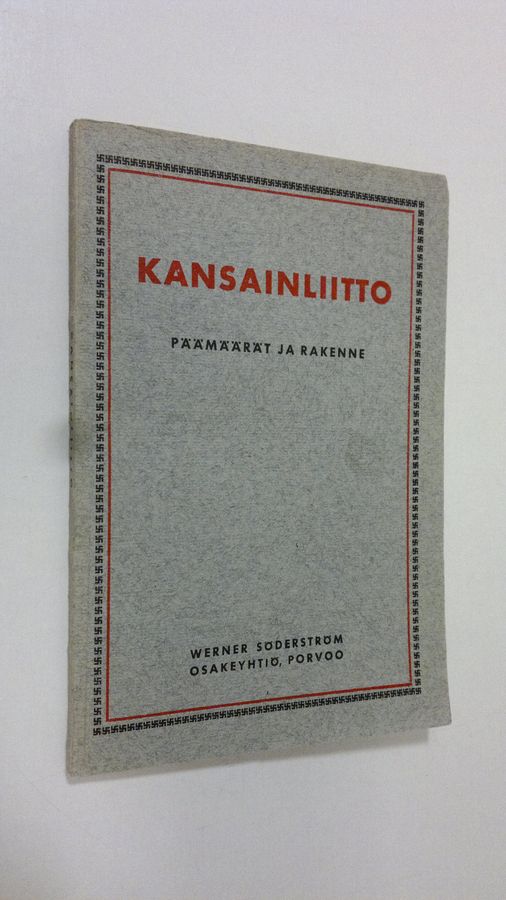 KANSAINLIITTO
PÄÄMÄÄRÄT JA RAKENNE
WERNER SÖDERSTRÖM
OSAKEYHTIÖ, PORVOO